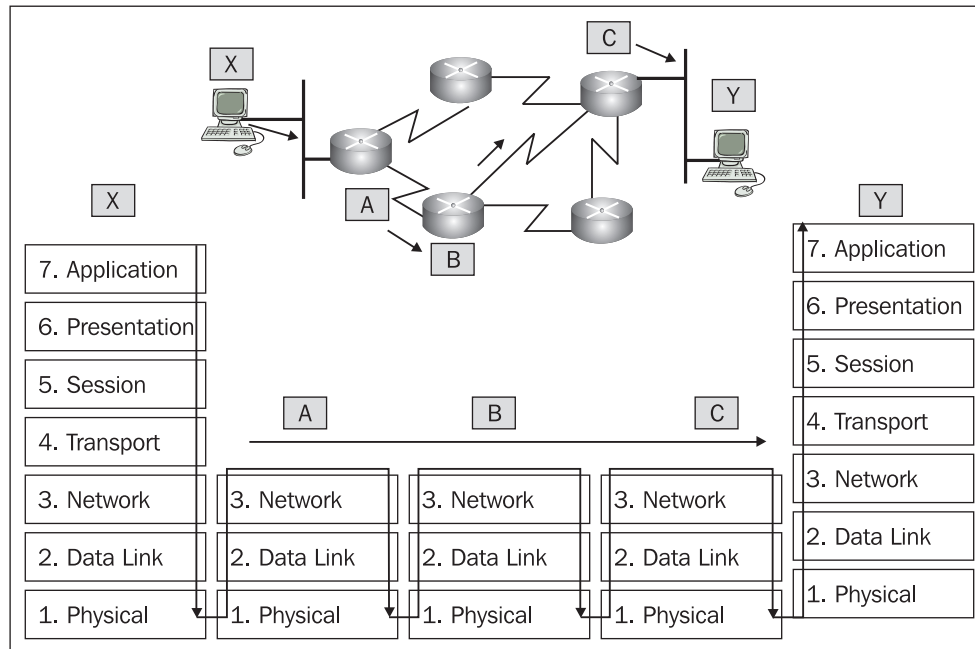 C
X
Y
A
B
X
7. Application
6. Presentation
5. Session
4. Transport
3. Network
2. Data Link
1. Physical
A
3. Network
2. Data Link
1. Physical
B
3. Network
2. Data Link
1. Physical
C
3. Network
2. Data Link
1. Physical
Y
7. Application
6. Presentation
5. Session
4. Transport
3. Network
2. Data Link
1. Physical